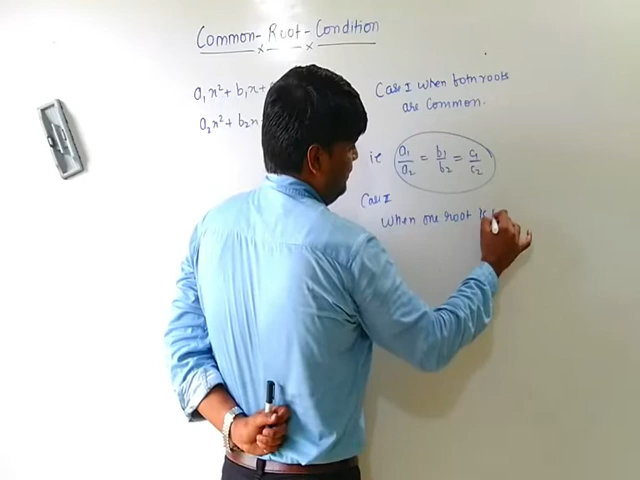 Common-Root-Condition
a₁x² + b₁x +
a₂x² + b₂x
Case I when both roots
are Common.
ie a₁/a₂ = b₁/b₂ = c₁/c₂
Case II
When one root is